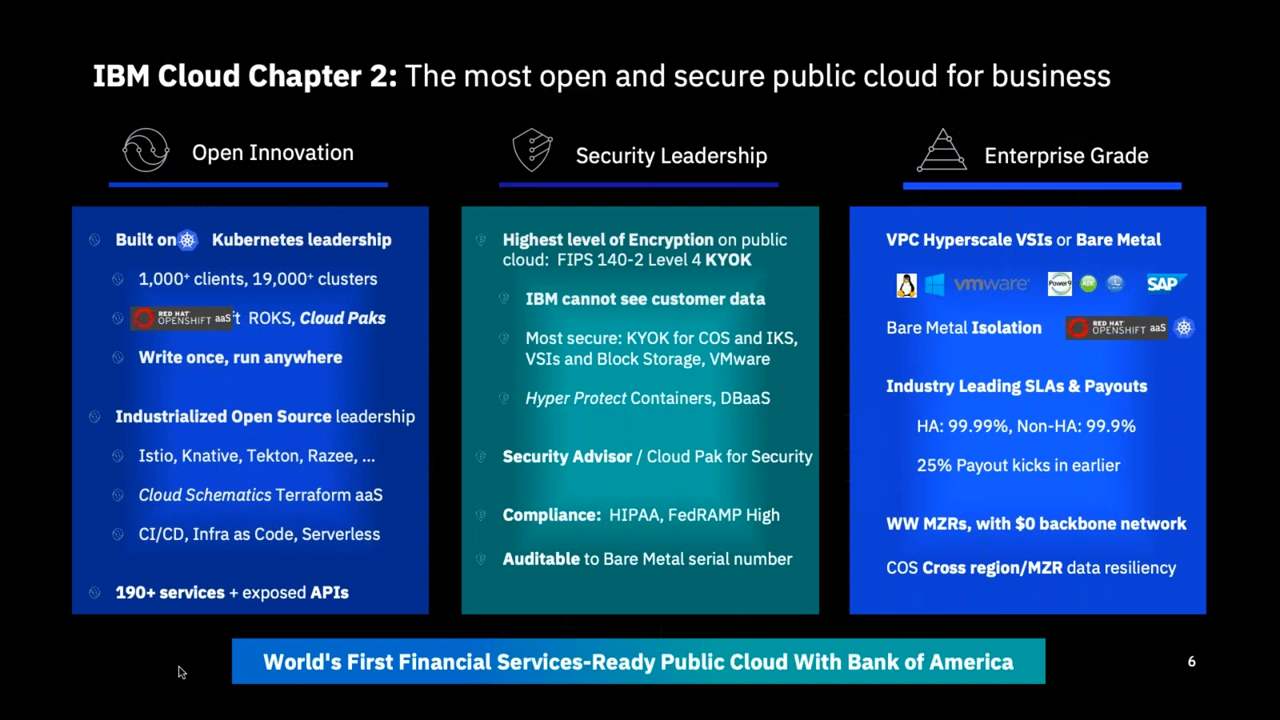 IBM Cloud Chapter 2: The most open and secure public cloud for business
Open Innovation
Built on Kubernetes leadership
1,000+ clients, 19,000+ clusters
RED HAT
OPENSHIFT aaS t ROKS, Cloud Paks
Write once, run anywhere
Industrialized Open Source leadership
Istio, Knative, Tekton, Razee, ...
Cloud Schematics Terraform aaS
CI/CD, Infra as Code, Serverless
190+ services + exposed APIs
Security Leadership
Highest level of Encryption on public
cloud: FIPS 140-2 Level 4 KYOK
IBM cannot see customer data
Most secure: KYOK for COS and IKS,
VSIs and Block Storage, VMware
Hyper Protect Containers, DBaaS
Security Advisor / Cloud Pak for Security
Compliance: HIPAA, FedRAMP High
Auditable to Bare Metal serial number
Enterprise Grade
VPC Hyperscale VSIs or Bare Metal
vmware Power9 AIX SAP
Bare Metal Isolation
RED HAT
OPENSHIFT aaS
Industry Leading SLAs & Payouts
HA: 99.99%, Non-HA: 99.9%
25% Payout kicks in earlier
WW MZRs, with $0 backbone network
COS Cross region/MZR data resiliency
World's First Financial Services-Ready Public Cloud With Bank of America
6